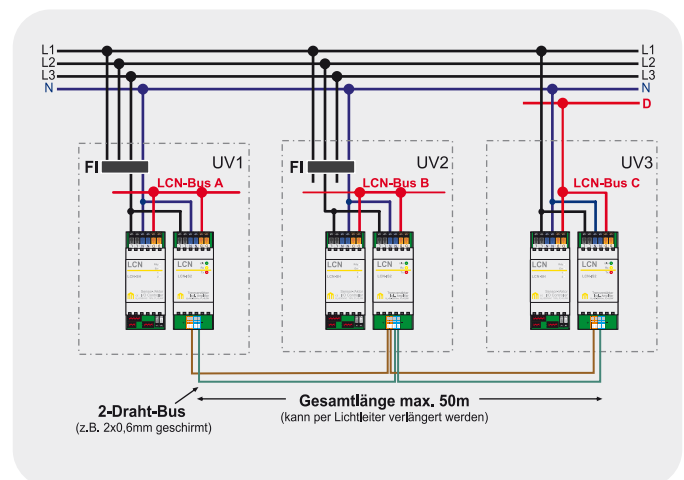 L1 L1
L2 L2
L3 L3
N N
D
FI UV1 FI UV2 UV3
LCN-Bus A LCN-Bus B LCN-Bus C
LCN LCN LCN LCN LCN LCN
2-Draht-Bus
(z.B. 2x0,6mm geschirmt)
Gesamtlänge max. 50m
(kann per Lichtleiter verlängert werden)